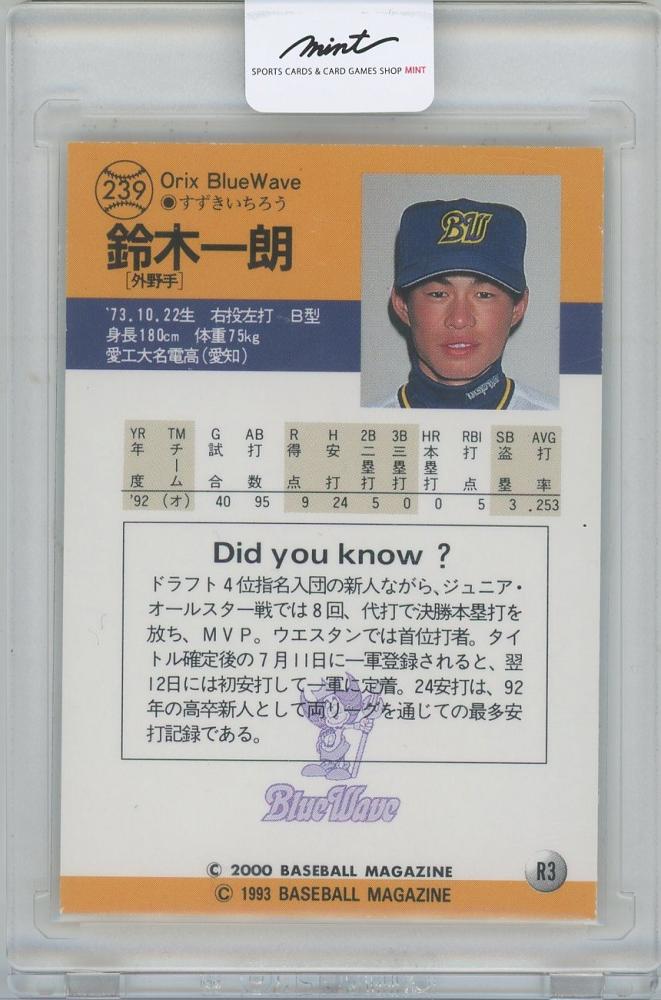 mint
SPORTS CARDS & CARD GAMES SHOP MINT
239
Orix BlueWave
●すずきいちろう
鈴木一朗
[外野手]
BW
'73.10.22生 右投左打 B型
身長180cm 体重75kg
愛工大名電高(愛知)
YR TM G AB R H 2B 3B HR RBI SB AVG
年度 チーム 試合 打数 得点 安打 二塁打 三塁打 本塁打 打点 盗塁 打率
'92 (オ) 40 95 9 24 5 0 0 5 3 .253
Did you know ?
ドラフト4位指名入団の新人ながら、ジュニア・
オールスター戦では8回、代打で決勝本塁打を
放ち、MVP。ウエスタンでは首位打者。タイ
トル確定後の7月11日に一軍登録されると、翌
12日には初安打して一軍に定着。24安打は、92
年の高卒新人として両リーグを通じての最多安
打記録である。
BlueWave
© 2000 BASEBALL MAGAZINE
R3
© 1993 BASEBALL MAGAZINE